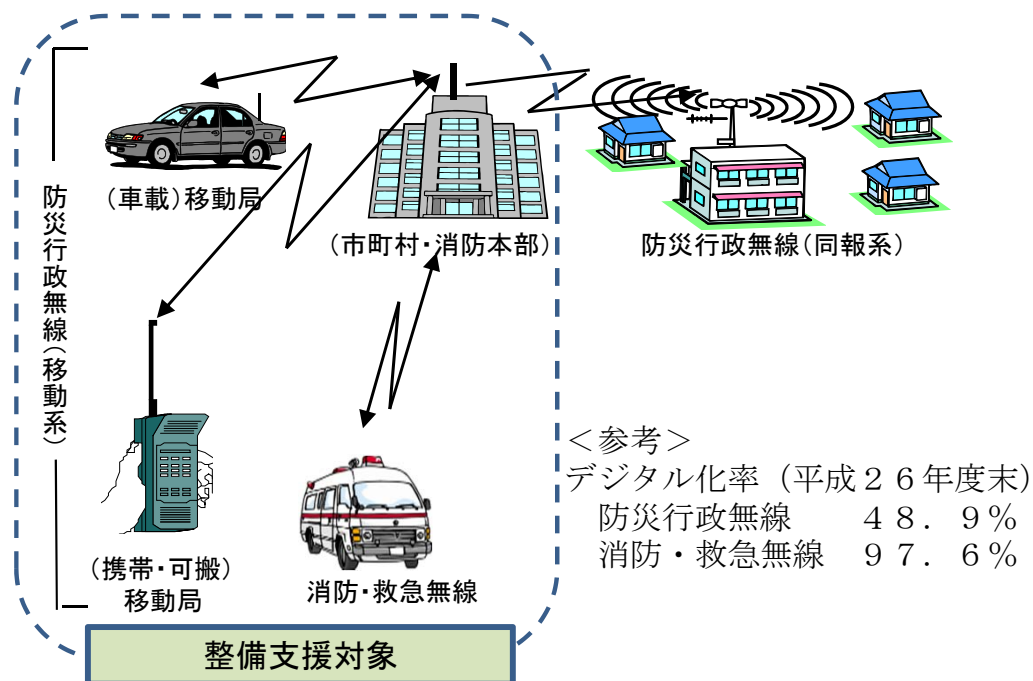 防災行政無線(移動系)
(車載)移動局
(市町村・消防本部)
防災行政無線(同報系)
(携帯・可搬)
移動局
消防・救急無線
<参考>
デジタル化率(平成26年度末)
防災行政無線 48.9%
消防・救急無線 97.6%
整備支援対象